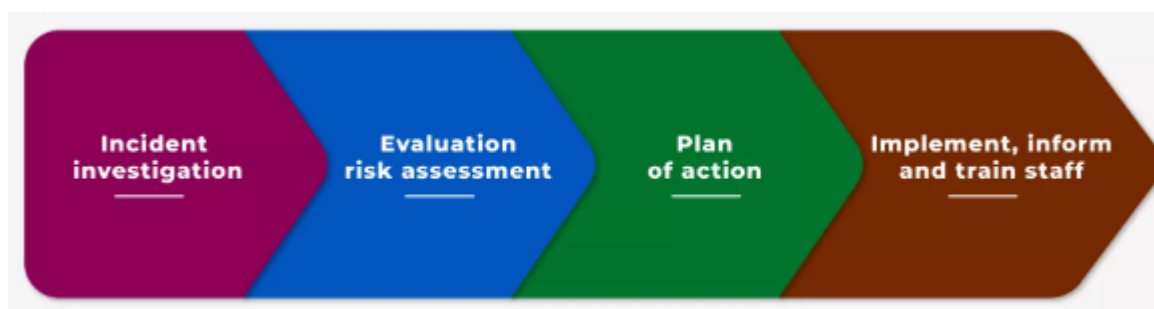 Incident
investigation
Evaluation
risk assessment
Plan
of action
Implement, inform
and train staff